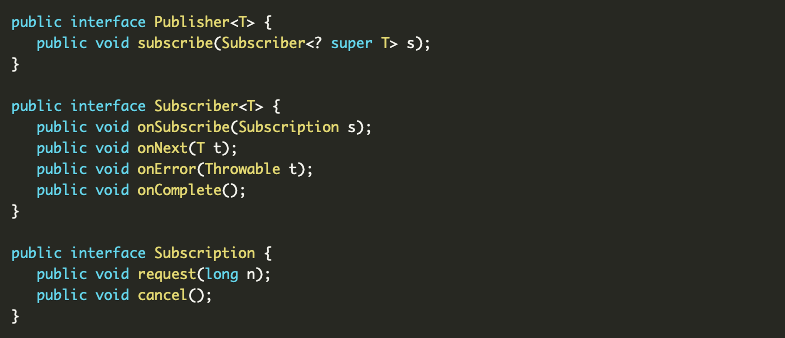 public interface Publisher<T> {
   public void subscribe(Subscriber<? super T> s);
}

public interface Subscriber<T> {
   public void onSubscribe(Subscription s);
   public void onNext(T t);
   public void onError(Throwable t);
   public void onComplete();
}

public interface Subscription {
   public void request(long n);
   public void cancel();
}